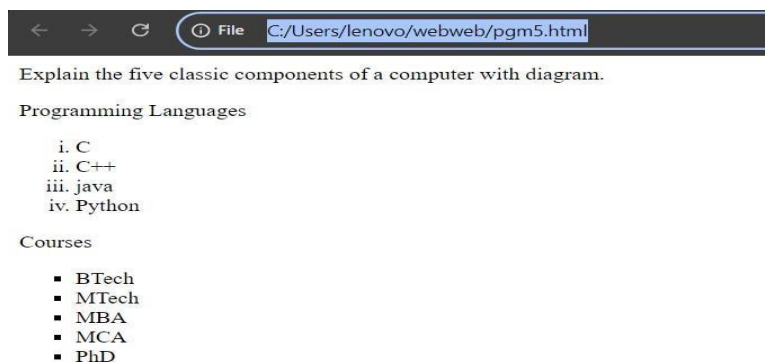 File C:/Users/lenovo/webweb/pgm5.html
Explain the five classic components of a computer with diagram.
Programming Languages
i. C
ii. C++
iii. java
iv. Python
Courses
▪ BTech
▪ MTech
▪ MBA
▪ MCA
▪ PhD